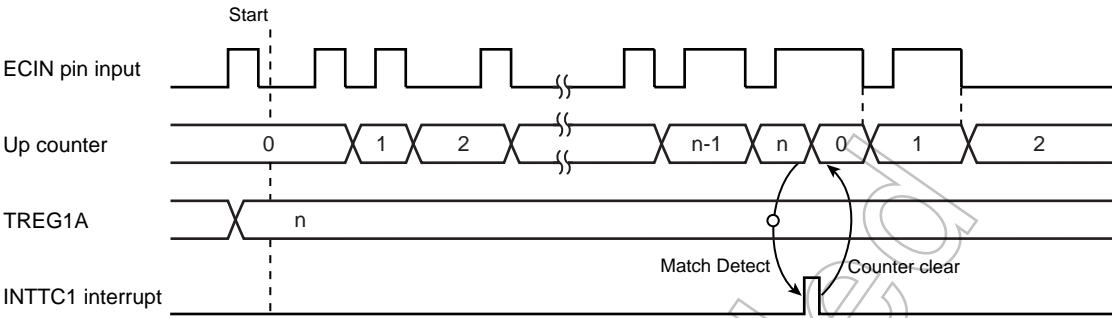 Start
ECIN pin input
Up counter 0 1 2 n-1 n 0 1 2
TREG1A n
Match Detect Counter clear
INTTC1 interrupt